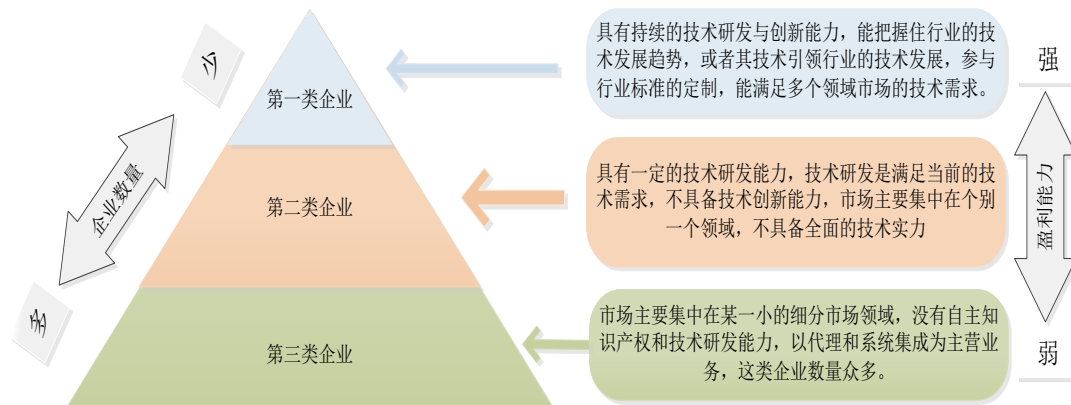 少
企业数量
多
第一类企业
第二类企业
第三类企业
具有持续的技术研发与创新能力，能把握住行业的技
术发展趋势，或者其技术引领行业的技术发展，参与
行业标准的定制，能满足多个领域市场的技术需求。
具有一定的技术研发能力，技术研发是满足当前的技
术需求，不具备技术创新能力，市场主要集中在个别
一个领域，不具备全面的技术实力
市场主要集中在某一小的细分市场领域，没有自主知
识产权和技术研发能力，以代理和系统集成为主营业
务，这类企业数量众多。
强
盈利能力
弱